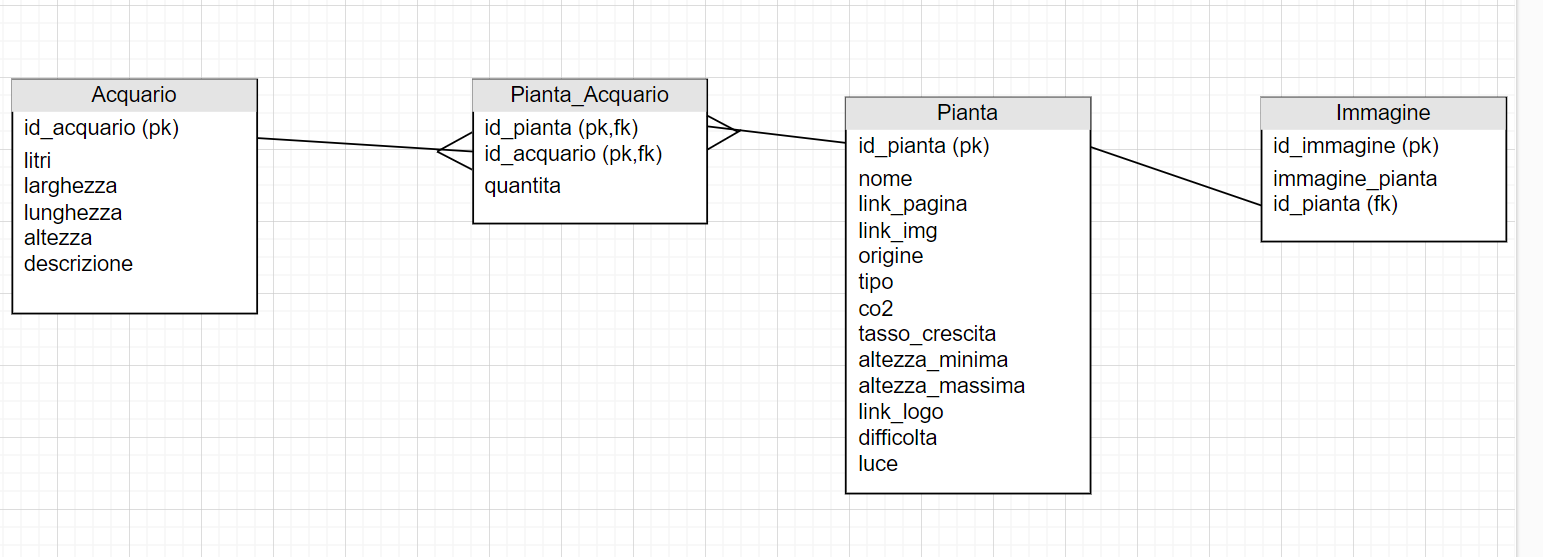 Acquario
id_acquario (pk)
litri
larghezza
lunghezza
altezza
descrizione
Pianta_Acquario
id_pianta (pk,fk)
id_acquario (pk,fk)
quantita
Pianta
id_pianta (pk)
nome
link_pagina
link_img
origine
tipo
co2
tasso_crescita
altezza_minima
altezza_massima
link_logo
difficolta
luce
Immagine
id_immagine (pk)
immagine_pianta
id_pianta (fk)